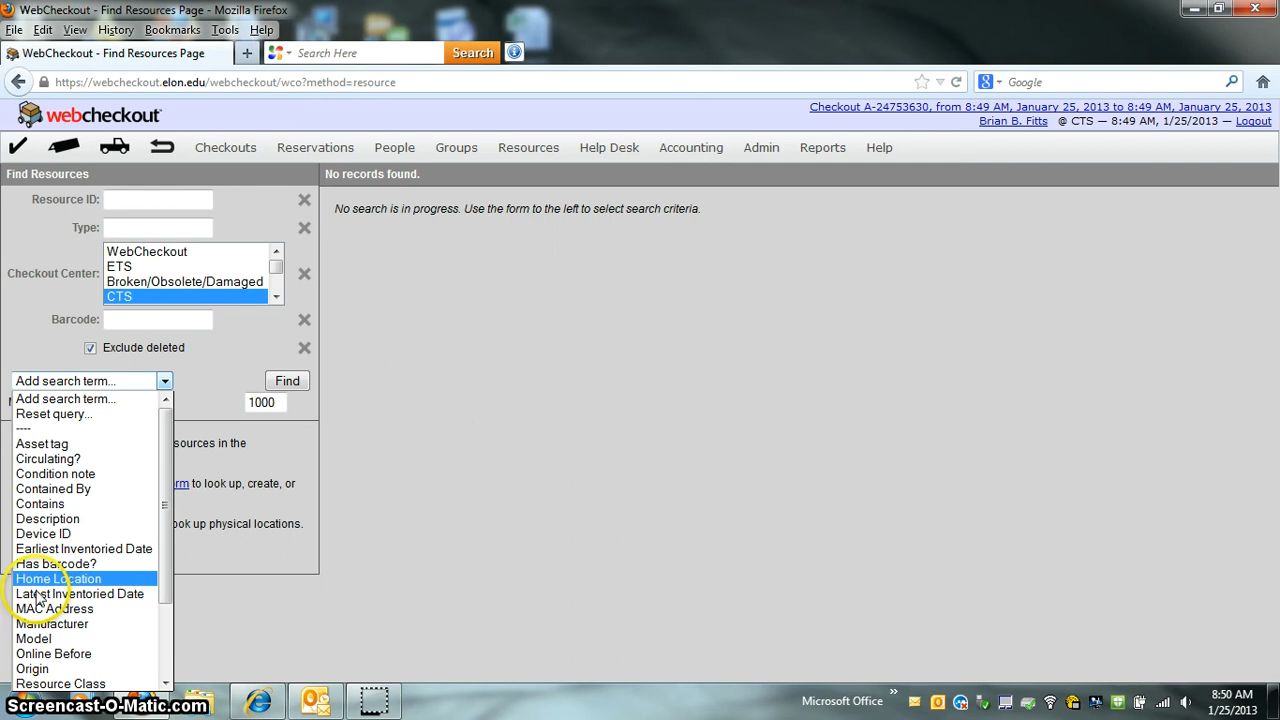 WebCheckout - Find Resources Page - Mozilla Firefox
File Edit View History Bookmarks Tools Help
WebCheckout - Find Resources Page + Search Here Search
https://webcheckout.elon.edu/webcheckout/wco?method=resource Google
webcheckout
Checkout A-24753630, from 8:49 AM, January 25, 2013 to 8:49 AM, January 25, 2013
Brian B. Fitts @ CTS — 8:49 AM, 1/25/2013 Logout
Checkouts Reservations People Groups Resources Help Desk Accounting Admin Reports Help
Find Resources
No records found.
Resource ID:
No search is in progress. Use the form to the left to select search criteria.
Type:
Checkout Center:
WebCheckout
ETS
Broken/Obsolete/Damaged
CTS
Barcode:
Exclude deleted
Add search term... Find
1000
Add search term...
Reset query...
----
Asset tag
Circulating?
Condition note
Contained By
Contains
Description
Device ID
Earliest Inventoried Date
Has barcode?
Home Location
Latest Inventoried Date
MAC Address
Manufacturer
Model
Online Before
Origin
Resource Class
sources in the
rm to look up, create, or
ok up physical locations.
Screencast-O-Matic.com
Microsoft Office »
8:50 AM
1/25/2013